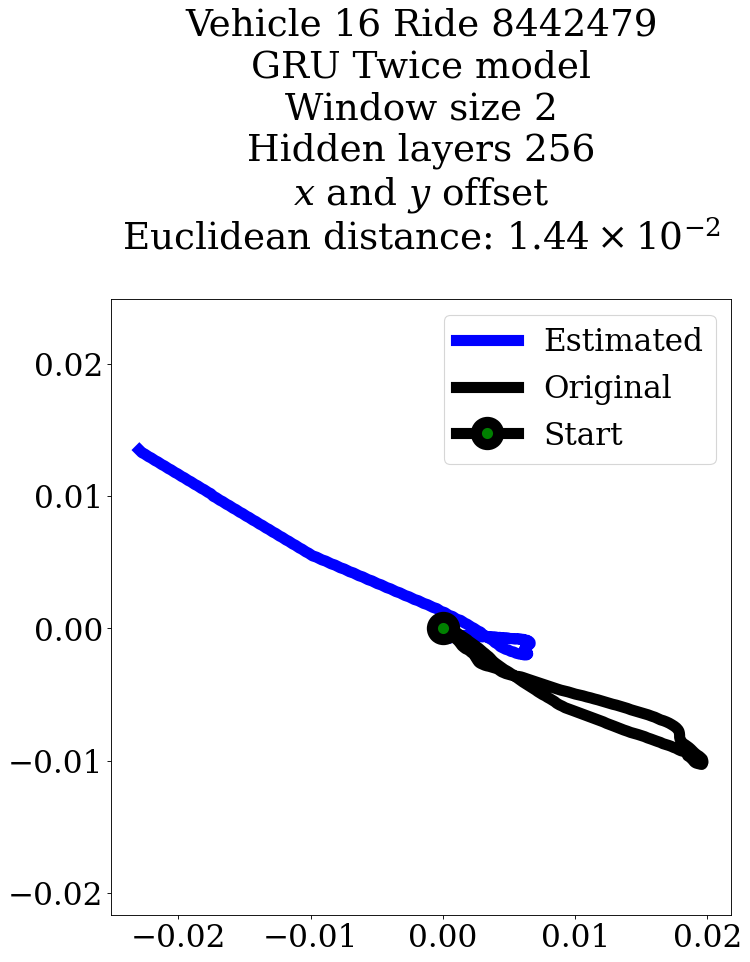 Vehicle 16 Ride 8442479
GRU Twice model
Window size 2
Hidden layers 256
x and y offset
Euclidean distance: 1.44 × 10⁻²
Estimated
Original
Start
0.02
0.01
0.00
−0.01
−0.02
−0.02 −0.01 0.00 0.01 0.02